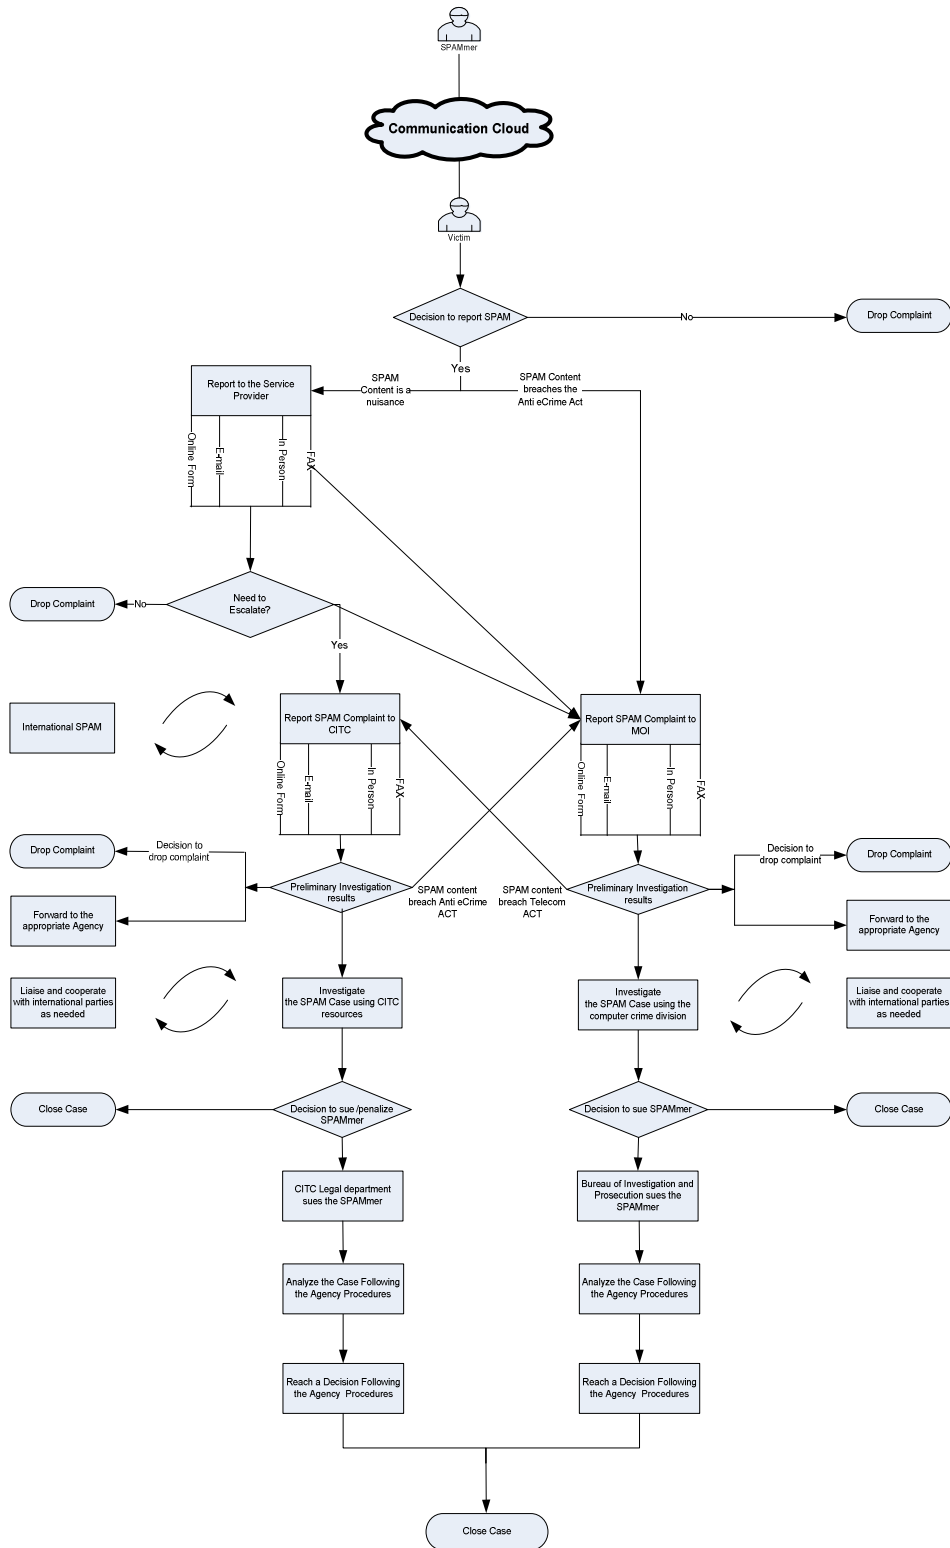 SPAMmer
Communication Cloud
Victim
Decision to report SPAM
No
Drop Complaint
Yes
SPAM
Content is a
nuisance
SPAM Content
breaches the
Anti eCrime Act
Report to the Service
Provider
Online Form
E-mail
In Person
FAX
Need to
Escalate?
No
Drop Complaint
Yes
International SPAM
Report SPAM Complaint to
CITC
Report SPAM Complaint to
MOI
Online Form
E-mail
In Person
FAX
Online Form
E-mail
In Person
FAX
Drop Complaint
Decision to
drop complaint
Preliminary Investigation
results
SPAM content
breach Anti eCrime
ACT
SPAM content
breach Telecom
ACT
Preliminary Investigation
results
Decision to
drop complaint
Drop Complaint
Forward to the
appropriate Agency
Forward to the
appropriate Agency
Liaise and cooperate
with international parties
as needed
Investigate
the SPAM Case using CITC
resources
Investigate
the SPAM Case using the
computer crime division
Liaise and cooperate
with international parties
as needed
Close Case
Decision to sue /penalize
SPAMmer
Decision to sue SPAMmer
Close Case
CITC Legal department
sues the SPAMmer
Bureau of Investigation and
Prosecution sues the
SPAMmer
Analyze the Case Following
the Agency Procedures
Analyze the Case Following
the Agency Procedures
Reach a Decision Following
the Agency Procedures
Reach a Decision Following
the Agency Procedures
Close Case